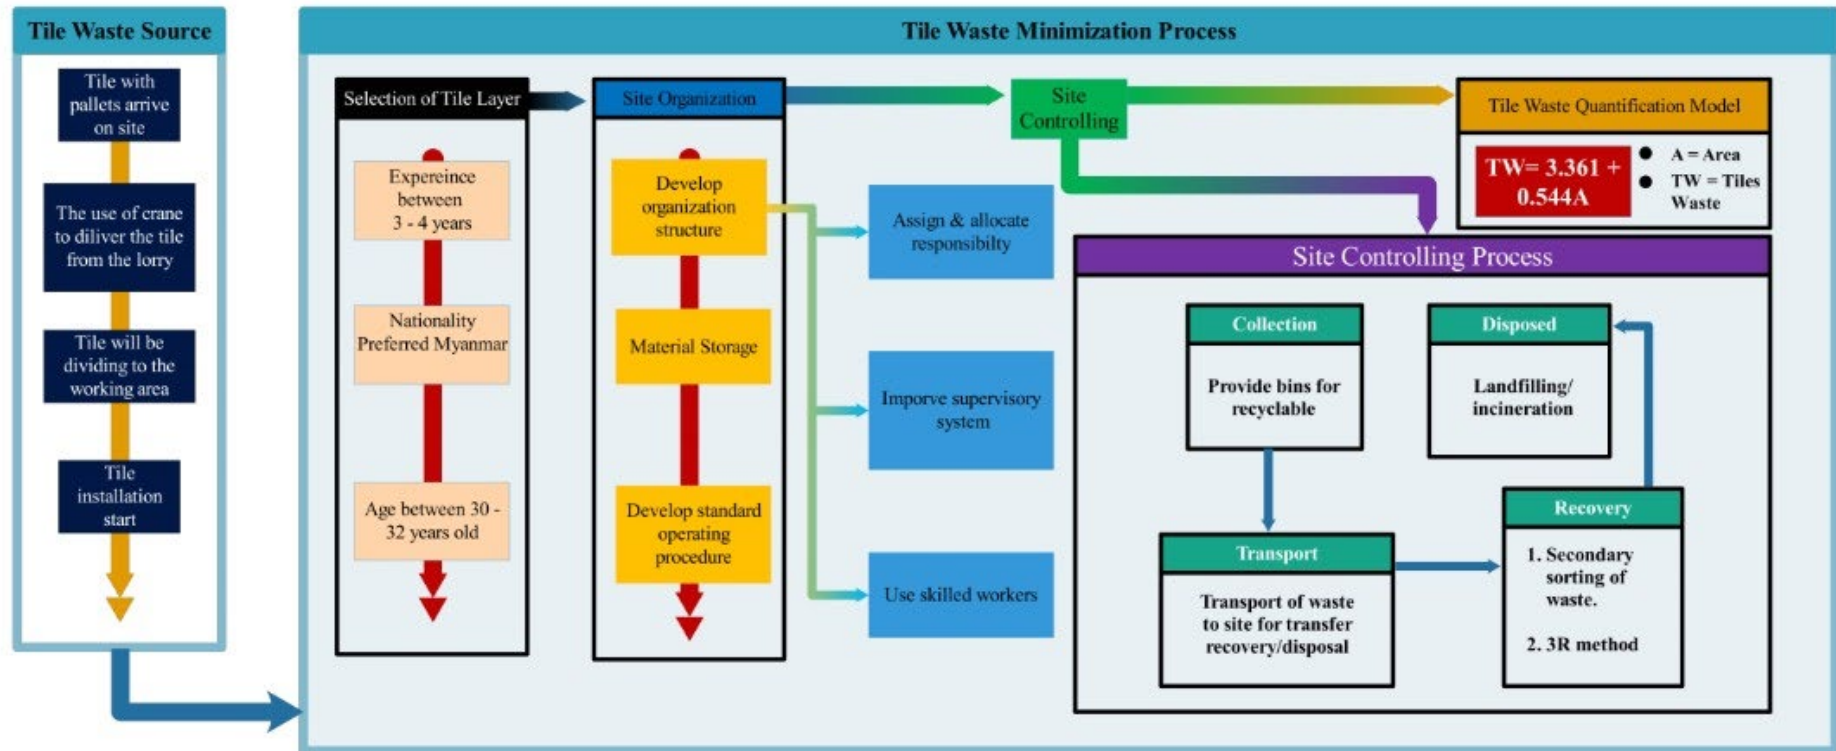 Tile Waste Source
Tile with
pallets arrive
on site
The use of crane
to diliver the tile
from the lorry
Tile will be
dividing to the
working area
Tile
installation
start
Tile Waste Minimization Process
Selection of Tile Layer
Expereince
between
3 - 4 years
Nationality
Preferred Myanmar
Age between 30 -
32 years old
Site Organization
Develop
organization
structure
Material Storage
Develop standard
operating
procedure
Assign & allocate
responsibilty
Imporve supervisory
system
Use skilled workers
Site
Controlling
Tile Waste Quantification Model
TW= 3.361 +
0.544A
● A = Area
● TW = Tiles
Waste
Site Controlling Process
Collection
Provide bins for
recyclable
Disposed
Landfilling/
incineration
Transport
Transport of waste
to site for transfer
recovery/disposal
Recovery
1. Secondary
sorting of
waste.
2. 3R method